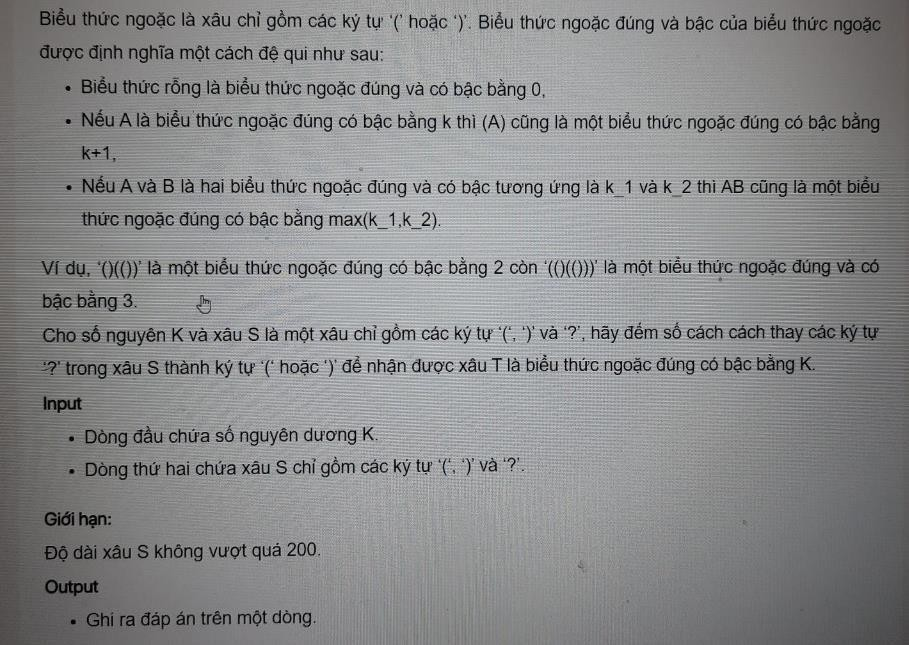 Biểu thức ngoặc là xâu chỉ gồm các ký tự '(' hoặc ')'. Biểu thức ngoặc đúng và bậc của biểu thức ngoặc
được định nghĩa một cách đệ qui như sau:
• Biểu thức rỗng là biểu thức ngoặc đúng và có bậc bằng 0,
• Nếu A là biểu thức ngoặc đúng có bậc bằng k thì (A) cũng là một biểu thức ngoặc đúng có bậc bằng
k+1,
• Nếu A và B là hai biểu thức ngoặc đúng và có bậc tương ứng là k_1 và k_2 thì AB cũng là một biểu
thức ngoặc đúng có bậc bằng max(k_1,k_2).
Ví dụ, '()(())' là một biểu thức ngoặc đúng có bậc bằng 2 còn '(()(()))' là một biểu thức ngoặc đúng và có
bậc bằng 3.
Cho số nguyên K và xâu S là một xâu chỉ gồm các ký tự '(', ')' và '?', hãy đếm số cách cách thay các ký tự
'?' trong xâu S thành ký tự '(' hoặc ')' để nhận được xâu T là biểu thức ngoặc đúng có bậc bằng K.
Input
• Dòng đầu chứa số nguyên dương K.
• Dòng thứ hai chứa xâu S chỉ gồm các ký tự '(', ')' và '?'.
Giới hạn:
Độ dài xâu S không vượt quá 200.
Output
• Ghi ra đáp án trên một dòng.